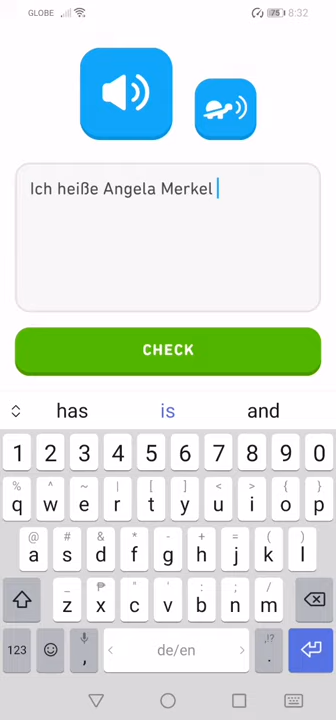 GLOBE 75 8:32
Ich heiße Angela Merkel
CHECK
has is and
1 2 3 4 5 6 7 8 9 0
% ^ ~ | [ ] < > { }
q w e r t y u i o p
@ # & * - + = ( )
a s d f g h j k l
_ ₱ " ' : ; /
z x c v b n m
123 , < de/en > ,!? .